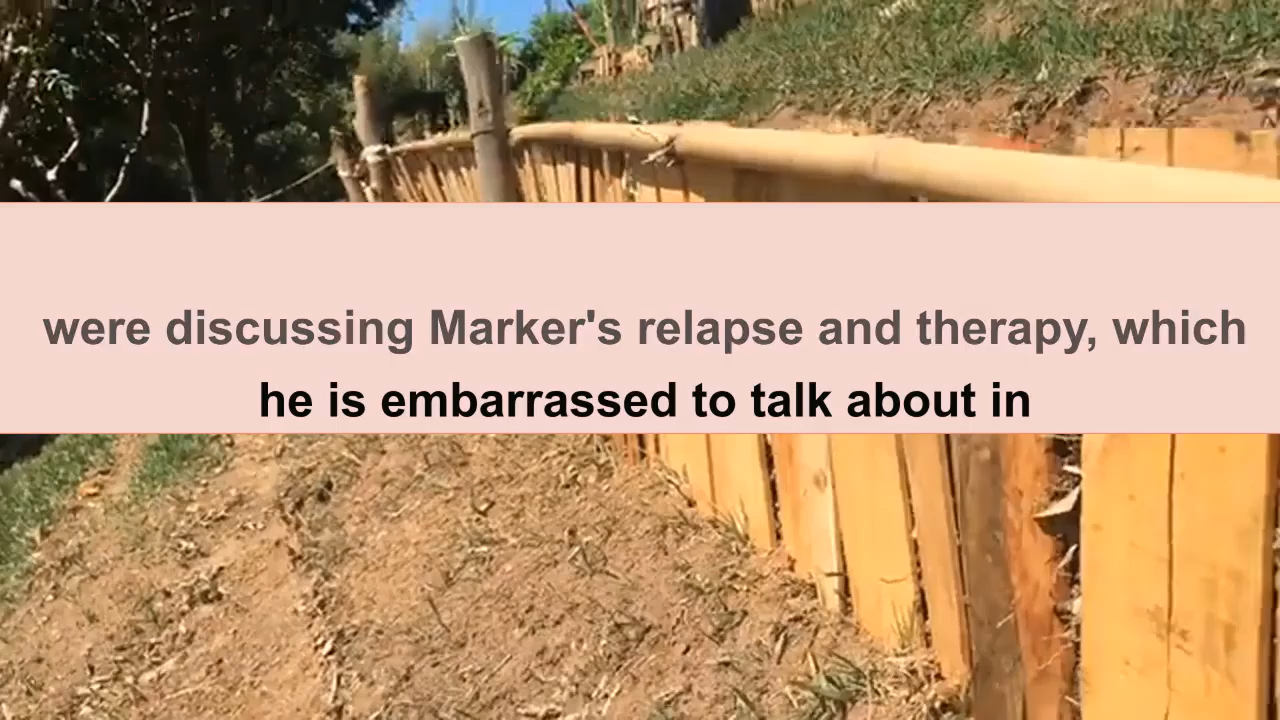 were discussing Marker's relapse and therapy, which
he is embarrassed to talk about in